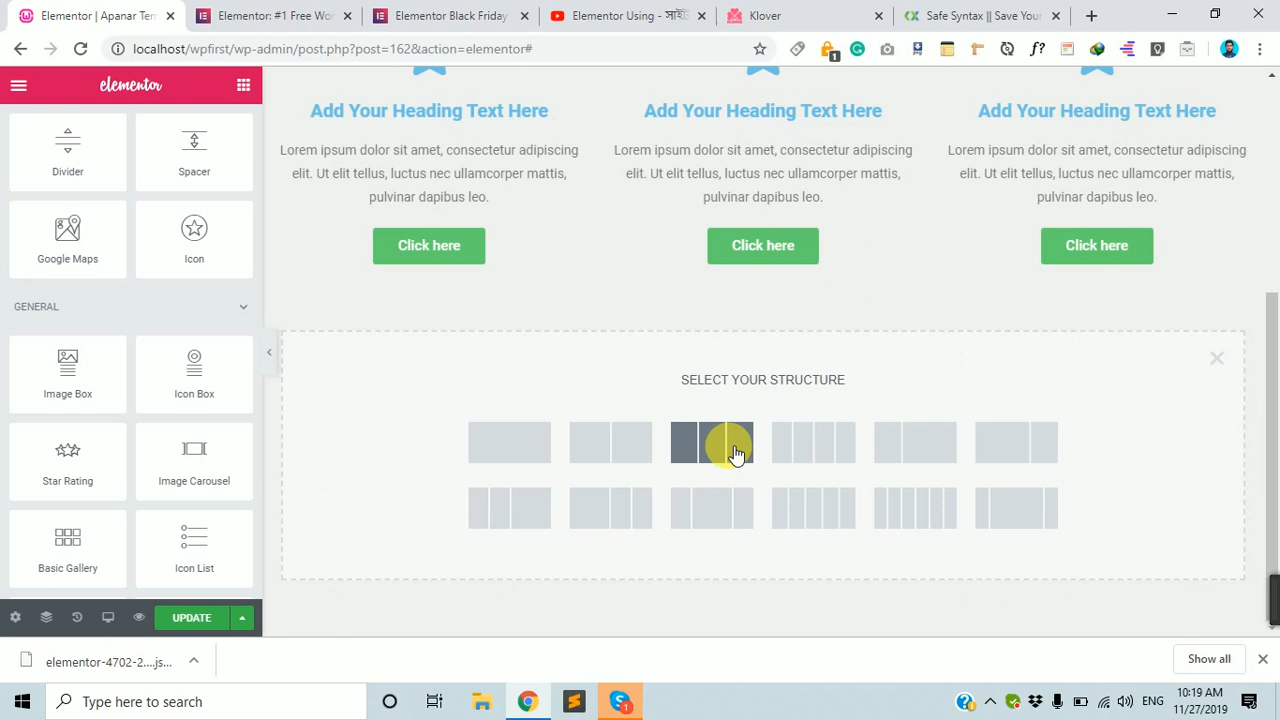 Elementor | Apanar Ten
Elementor: #1 Free Wor
Elementor Black Friday
Elementor Using -
Klover
Safe Syntax || Save Your
localhost/wpfirst/wp-admin/post.php?post=162&action=elementor#
1
f?
elementor
Divider
Spacer
Google Maps
Icon
GENERAL
Image Box
Icon Box
Star Rating
Image Carousel
Basic Gallery
Icon List
UPDATE
Add Your Heading Text Here
Add Your Heading Text Here
Add Your Heading Text Here
Lorem ipsum dolor sit amet, consectetur adipiscing
elit. Ut elit tellus, luctus nec ullamcorper mattis,
pulvinar dapibus leo.
Lorem ipsum dolor sit amet, consectetur adipiscing
elit. Ut elit tellus, luctus nec ullamcorper mattis,
pulvinar dapibus leo.
Lorem ipsum dolor sit amet, consectetur adipiscing
elit. Ut elit tellus, luctus nec ullamcorper mattis,
pulvinar dapibus leo.
Click here
Click here
Click here
SELECT YOUR STRUCTURE
elementor-4702-2....js...
Show all
Type here to search
1
ENG
10:19 AM
11/27/2019